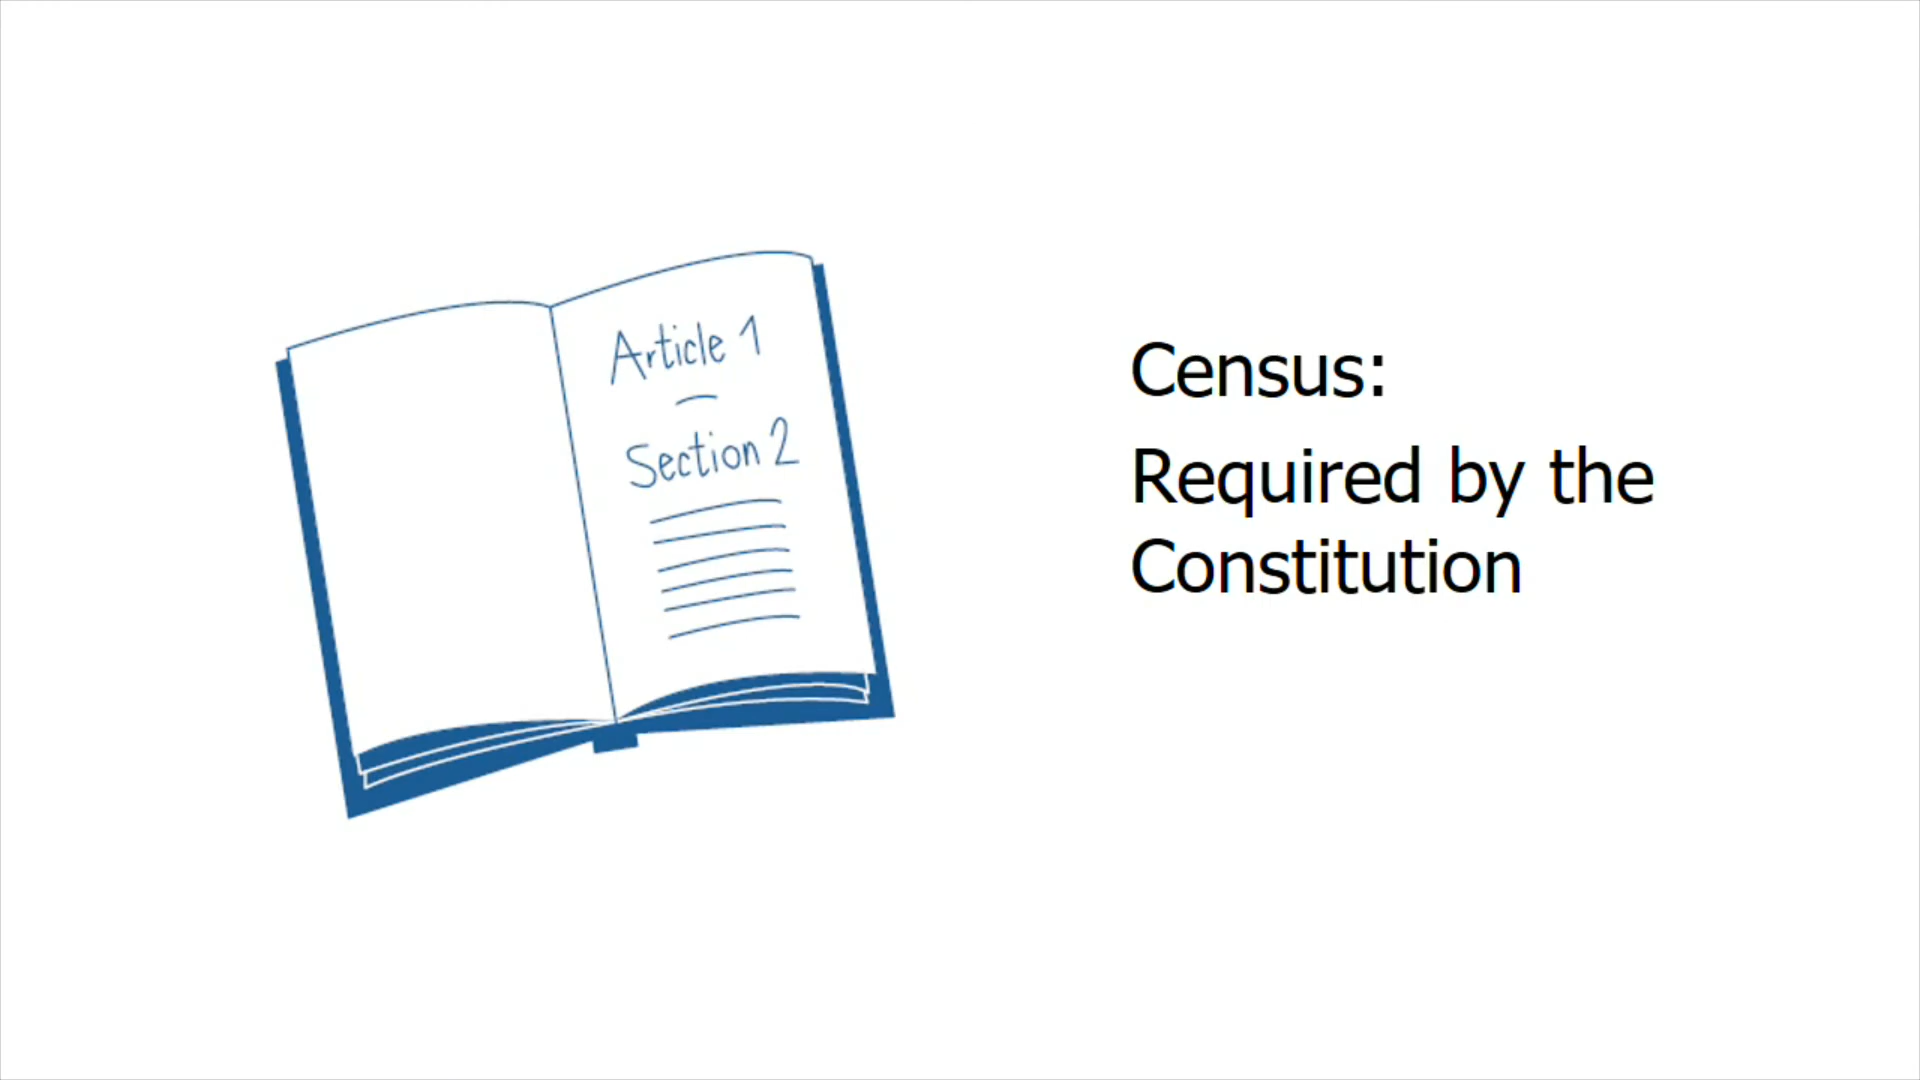 Article 1
Section 2
Census:
Required by the
Constitution